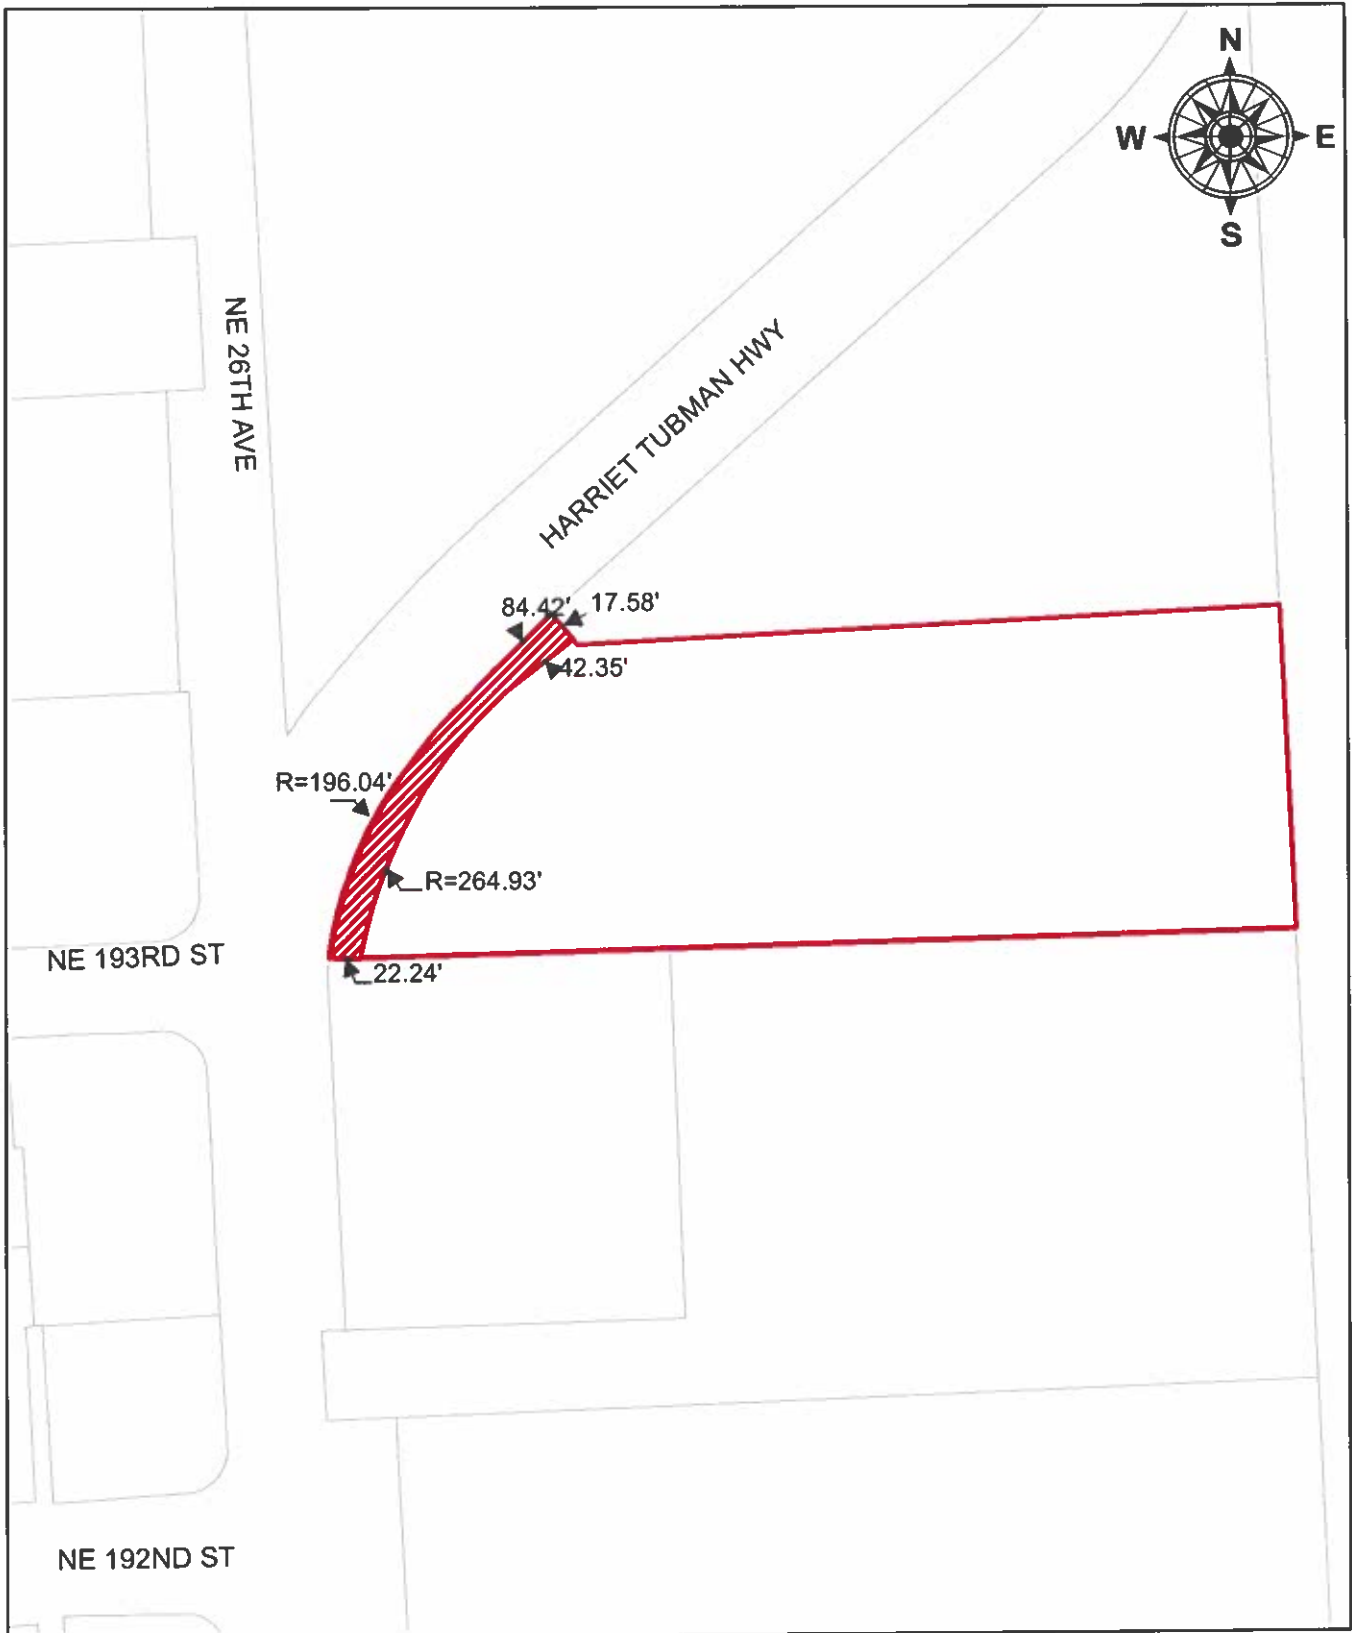 N
W
E
S
NE 26TH AVE
HARRIET TUBMAN HWY
84.42'
17.58'
42.35'
R=196.04'
R=264.93'
NE 193RD ST
22.24'
NE 192ND ST